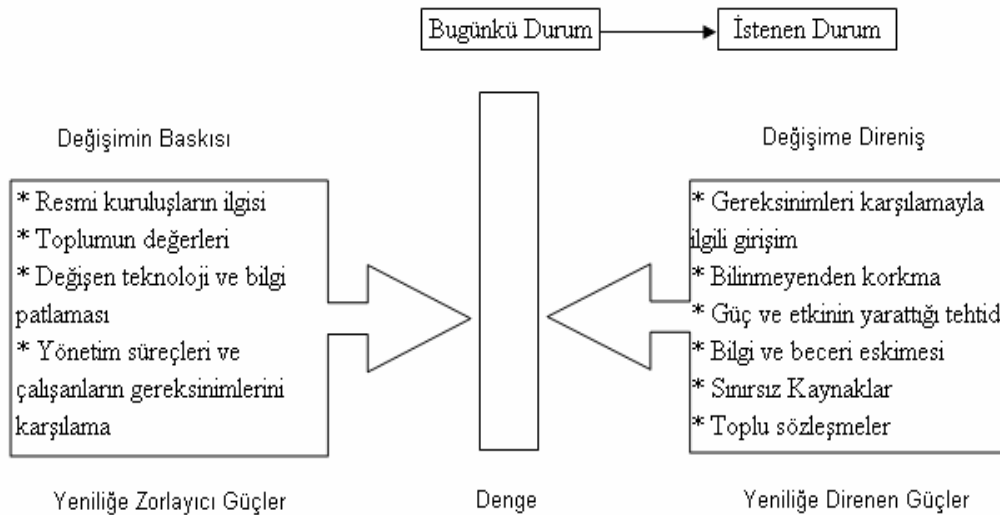 Bugünkü Durum
İstenen Durum
Değişimin Baskısı
* Resmi kuruluşların ilgisi
* Toplumun değerleri
* Değişen teknoloji ve bilgi
patlaması
* Yönetim süreçleri ve
çalışanların gereksinimlerini
karşılama
Yeniliğe Zorlayıcı Güçler
Denge
Değişime Direniş
* Gereksinimleri karşılamayla
ilgili girişim
* Bilinmeyenden korkma
* Güç ve etkinin yarattığı tehtid
* Bilgi ve beceri eskimesi
* Sınırsız Kaynaklar
* Toplu sözleşmeler
Yeniliğe Direnen Güçler